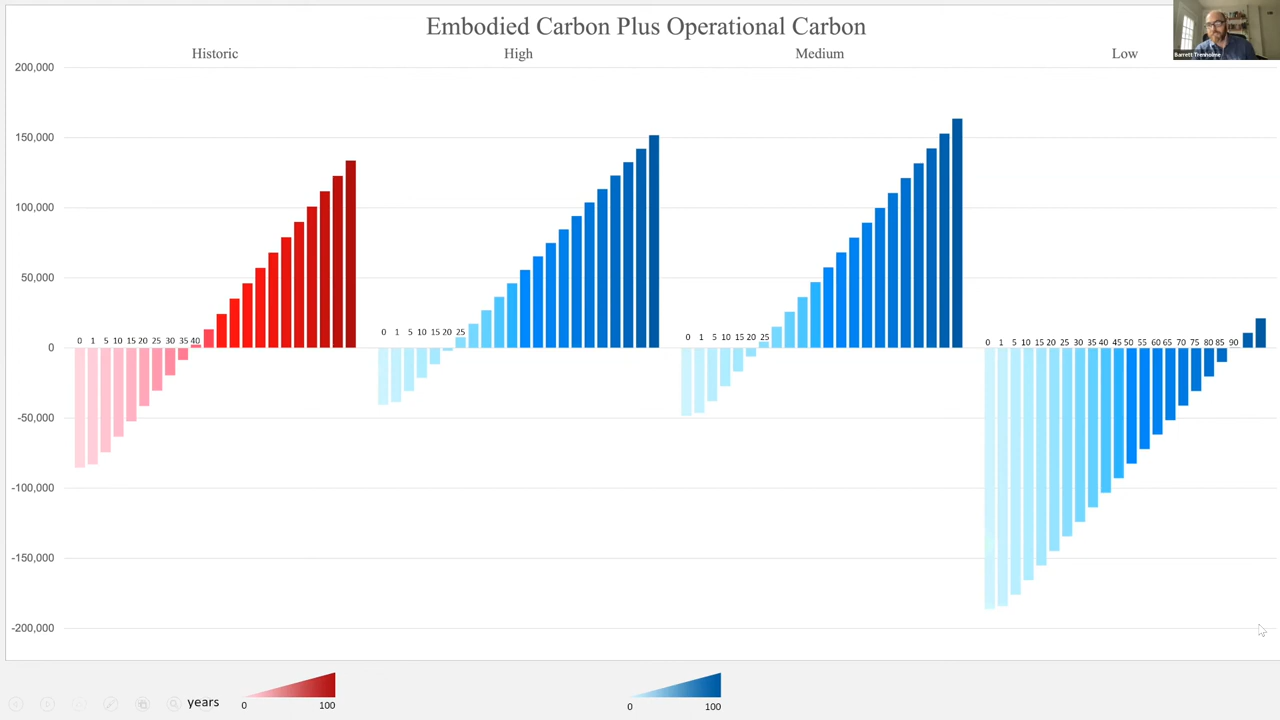 Embodied Carbon Plus Operational Carbon
Historic High Medium Low
Barrett Trenholme
200,000
150,000
100,000
50,000
0
-50,000
-100,000
-150,000
-200,000
0 1 5 10 15 20 25 30 35 40
0 1 5 10 15 20 25
0 1 5 10 15 20 25
0 1 5 10 15 20 25 30 35 40 45 50 55 60 65 70 75 80 85 90
years
0 100
0 100